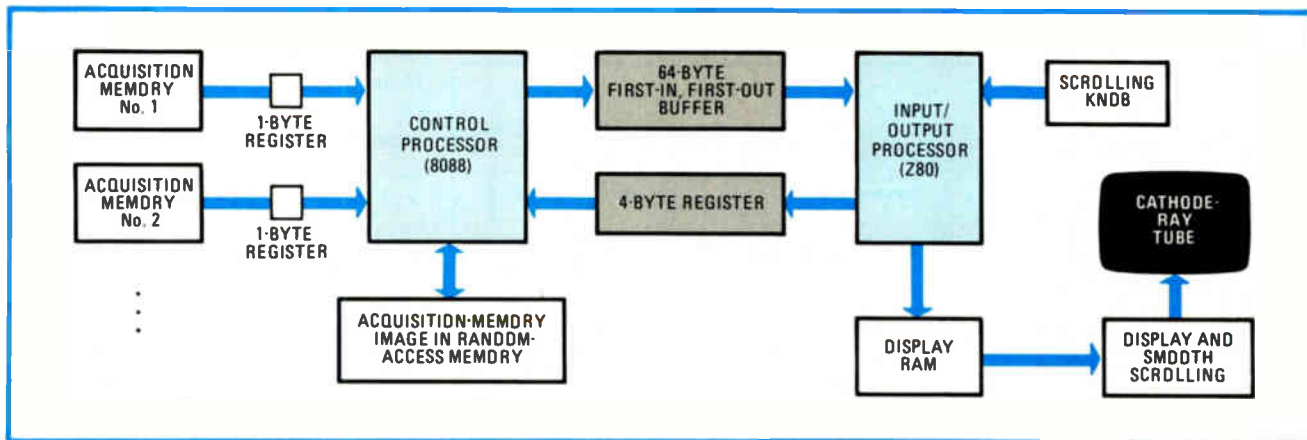 ACQUISITION
MEMORY
No. 1
1-BYTE
REGISTER
ACQUISITION
MEMORY
No. 2
1-BYTE
REGISTER
CONTROL
PROCESSOR
(8088)
ACQUISITION-MEMORY
IMAGE IN RANDOM-
ACCESS MEMORY
64-BYTE
FIRST-IN, FIRST-OUT
BUFFER
4-BYTE REGISTER
INPUT/
OUTPUT
PROCESSOR
(Z80)
SCROLLING
KNOB
CATHODE-
RAY
TUBE
DISPLAY
RAM
DISPLAY AND
SMOOTH
SCROLLING